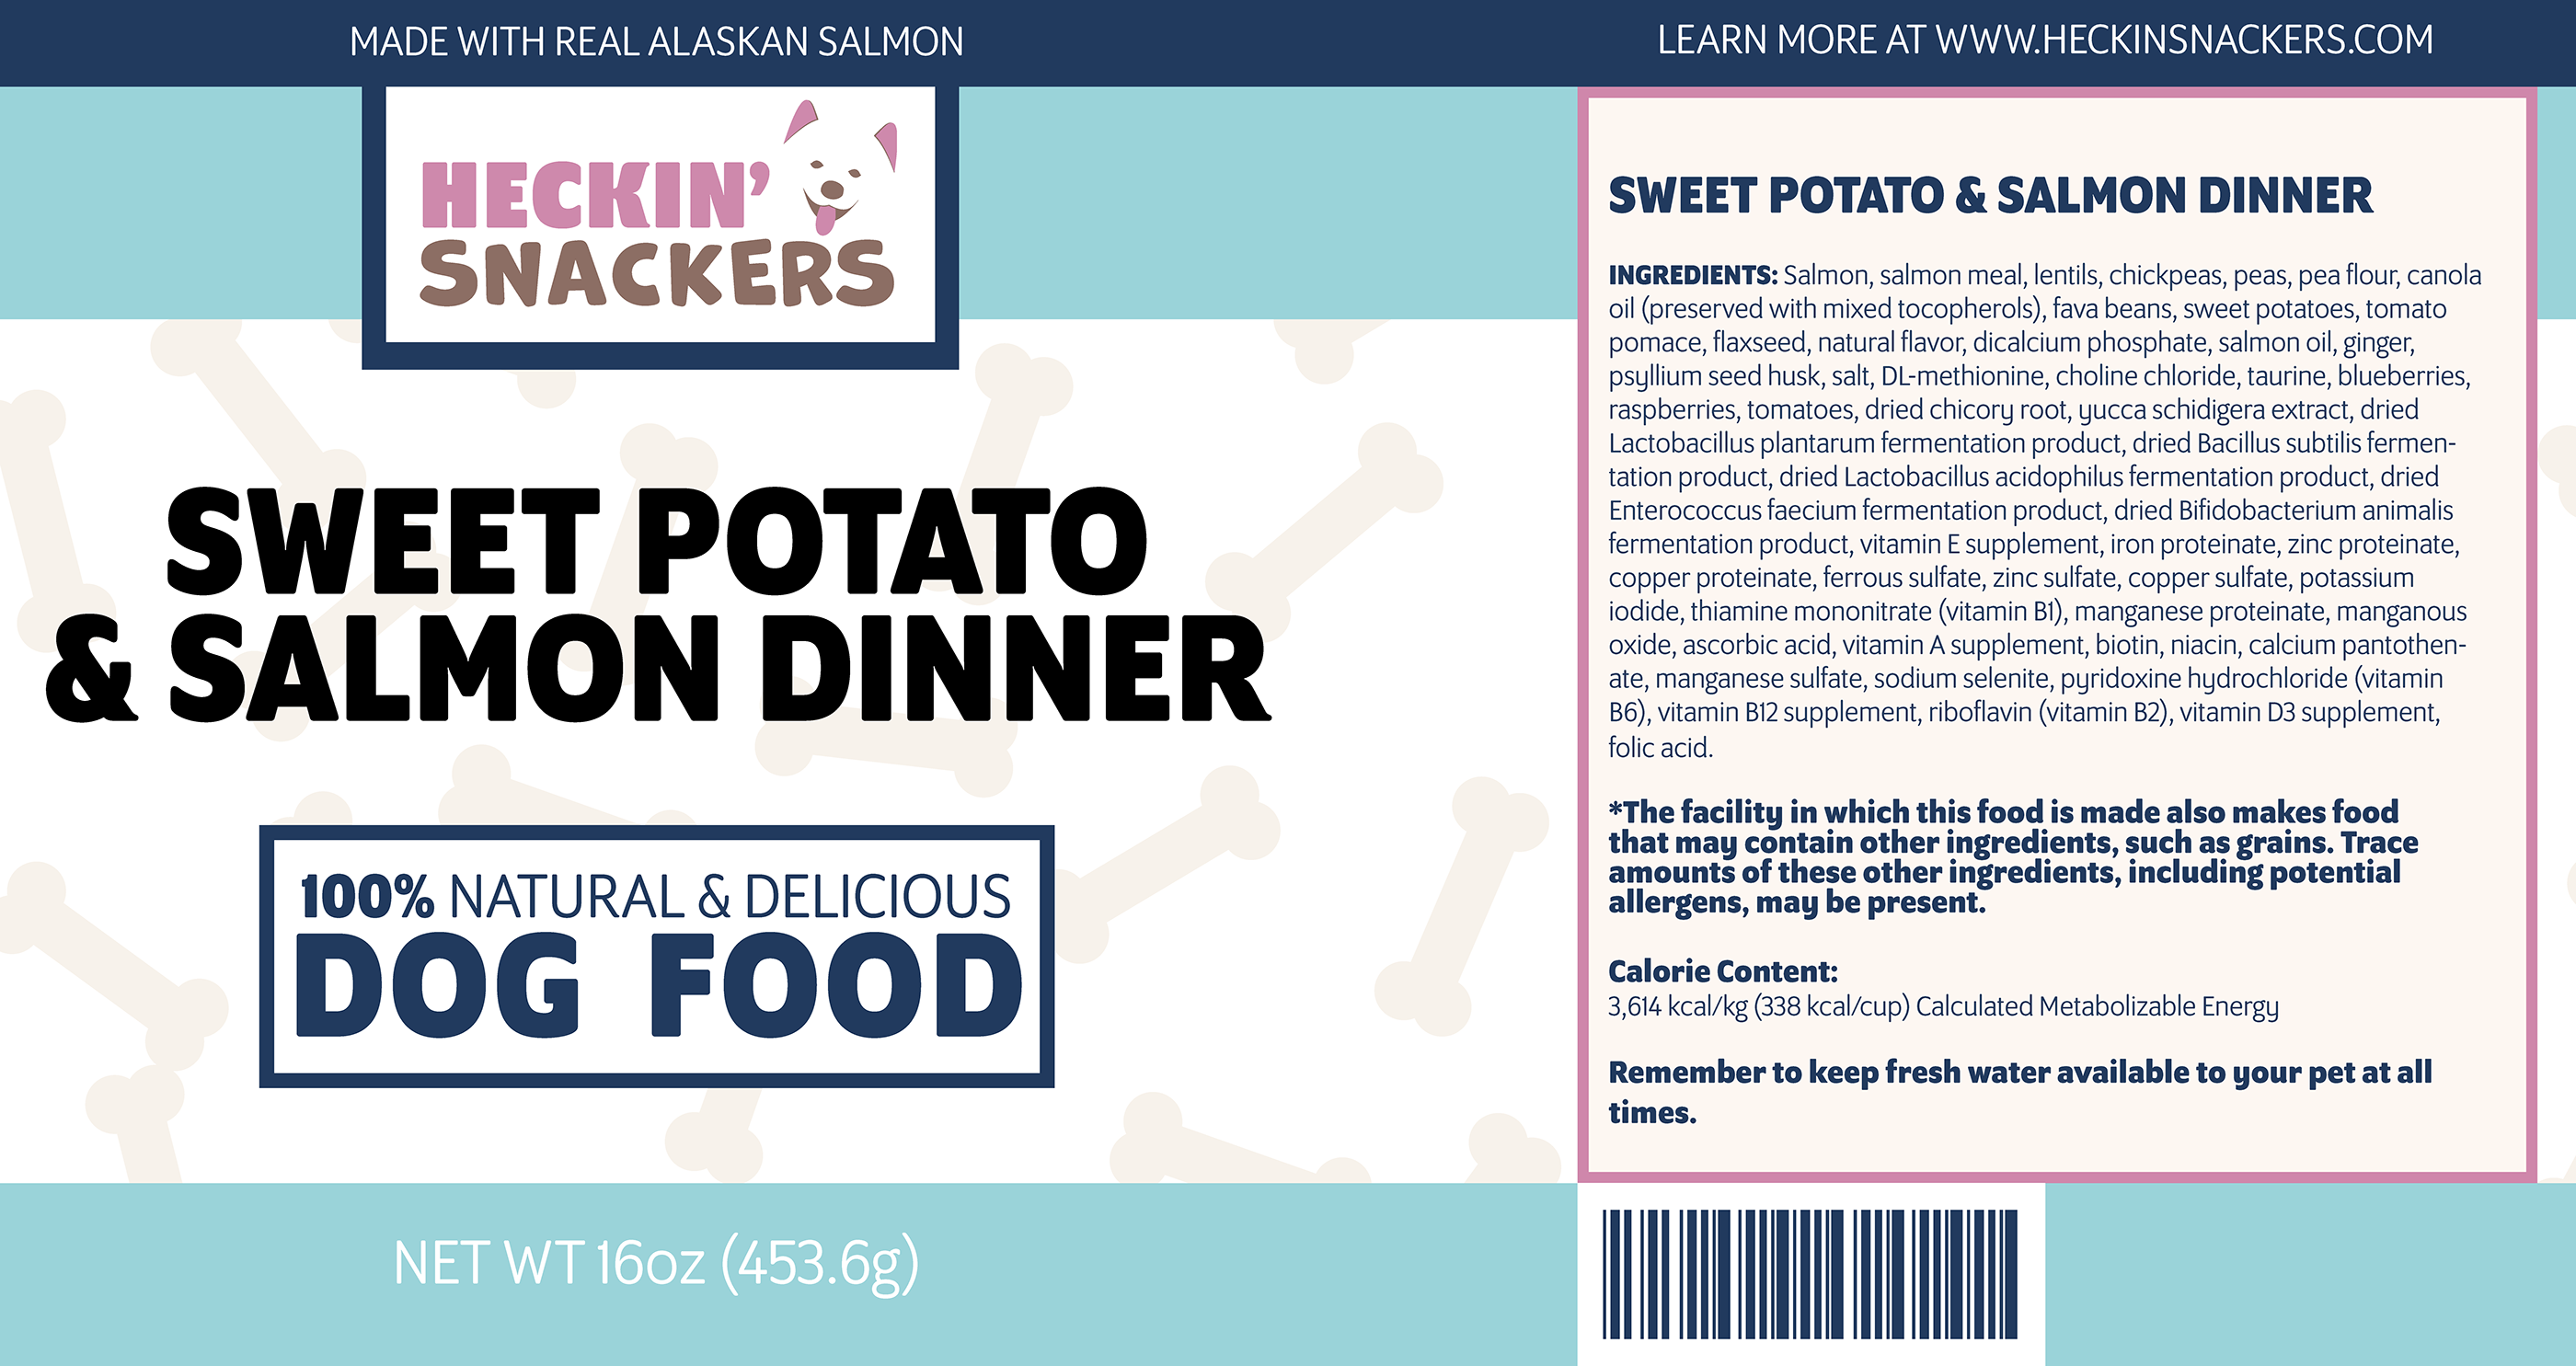 MADE WITH REAL ALASKAN SALMON
HECKIN'
SNACKERS
SWEET POTATO
& SALMON DINNER
100% NATURAL & DELICIOUS
DOG FOOD
NET WT 16oz (453.6g)
LEARN MORE AT WWW.HECKINSNACKERS.COM
SWEET POTATO & SALMON DINNER
INGREDIENTS: Salmon, salmon meal, lentils, chickpeas, peas, pea flour, canola
oil (preserved with mixed tocopherols), fava beans, sweet potatoes, tomato
pomace, flaxseed, natural flavor, dicalcium phosphate, salmon oil, ginger,
psyllium seed husk, salt, DL-methionine, choline chloride, taurine, blueberries,
raspberries, tomatoes, dried chicory root, yucca schidigera extract, dried
Lactobacillus plantarum fermentation product, dried Bacillus subtilis fermen-
tation product, dried Lactobacillus acidophilus fermentation product, dried
Enterococcus faecium fermentation product, dried Bifidobacterium animalis
fermentation product, vitamin E supplement, iron proteinate, zinc proteinate,
copper proteinate, ferrous sulfate, zinc sulfate, copper sulfate, potassium
iodide, thiamine mononitrate (vitamin B1), manganese proteinate, manganous
oxide, ascorbic acid, vitamin A supplement, biotin, niacin, calcium pantothen-
ate, manganese sulfate, sodium selenite, pyridoxine hydrochloride (vitamin
B6), vitamin B12 supplement, riboflavin (vitamin B2), vitamin D3 supplement,
folic acid.
*The facility in which this food is made also makes food
that may contain other ingredients, such as grains. Trace
amounts of these other ingredients, including potential
allergens, may be present.
Calorie Content:
3,614 kcal/kg (338 kcal/cup) Calculated Metabolizable Energy
Remember to keep fresh water available to your pet at all
times.